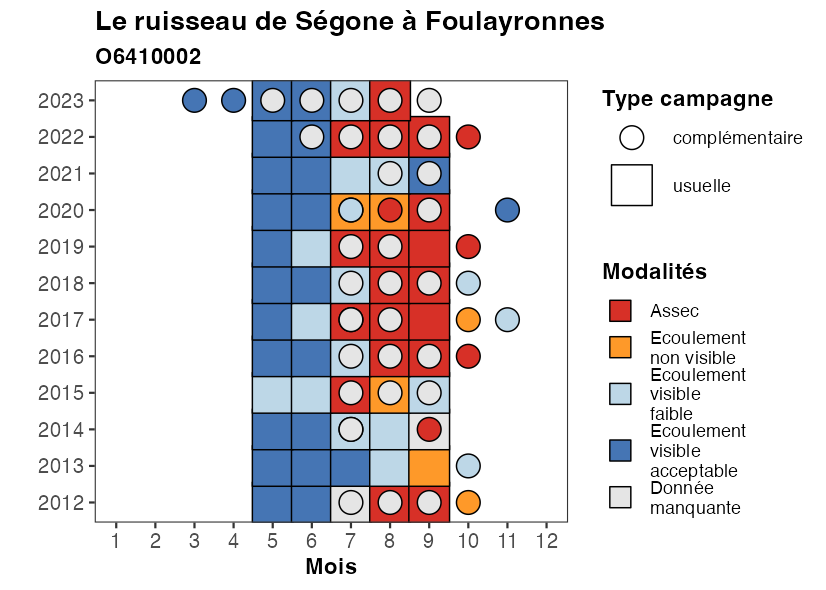 Le ruisseau de Ségone à Foulayronnes
O6410002
2023
2022
2021
2020
2019
2018
2017
2016
2015
2014
2013
2012
1 2 3 4 5 6 7 8 9 10 11 12
Mois
Type campagne
complémentaire
usuelle
Modalités
Assec
Ecoulement
non visible
Ecoulement
visible
faible
Ecoulement
visible
acceptable
Donnée
manquante